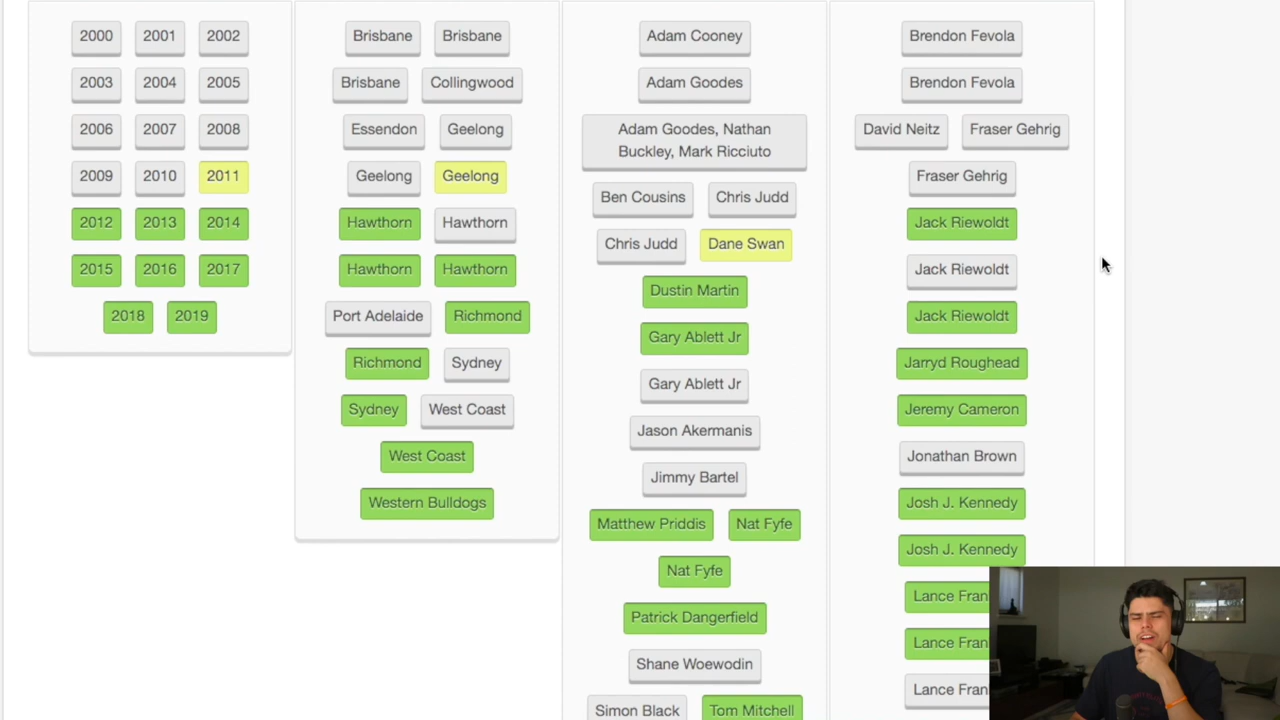 2000 2001 2002
2003 2004 2005
2006 2007 2008
2009 2010 2011
2012 2013 2014
2015 2016 2017
2018 2019
Brisbane Brisbane
Brisbane Collingwood
Essendon Geelong
Geelong Geelong
Hawthorn Hawthorn
Hawthorn Hawthorn
Port Adelaide Richmond
Richmond Sydney
Sydney West Coast
West Coast
Western Bulldogs
Adam Cooney
Adam Goodes
Adam Goodes, Nathan
Buckley, Mark Ricciuto
Ben Cousins Chris Judd
Chris Judd Dane Swan
Dustin Martin
Gary Ablett Jr
Gary Ablett Jr
Jason Akermanis
Jimmy Bartel
Matthew Priddis Nat Fyfe
Nat Fyfe
Patrick Dangerfield
Shane Woewodin
Simon Black Tom Mitchell
Brendon Fevola
Brendon Fevola
David Neitz Fraser Gehrig
Fraser Gehrig
Jack Riewoldt
Jack Riewoldt
Jack Riewoldt
Jarryd Roughead
Jeremy Cameron
Jonathan Brown
Josh J. Kennedy
Josh J. Kennedy
Lance Fran
Lance Fran
Lance Fran